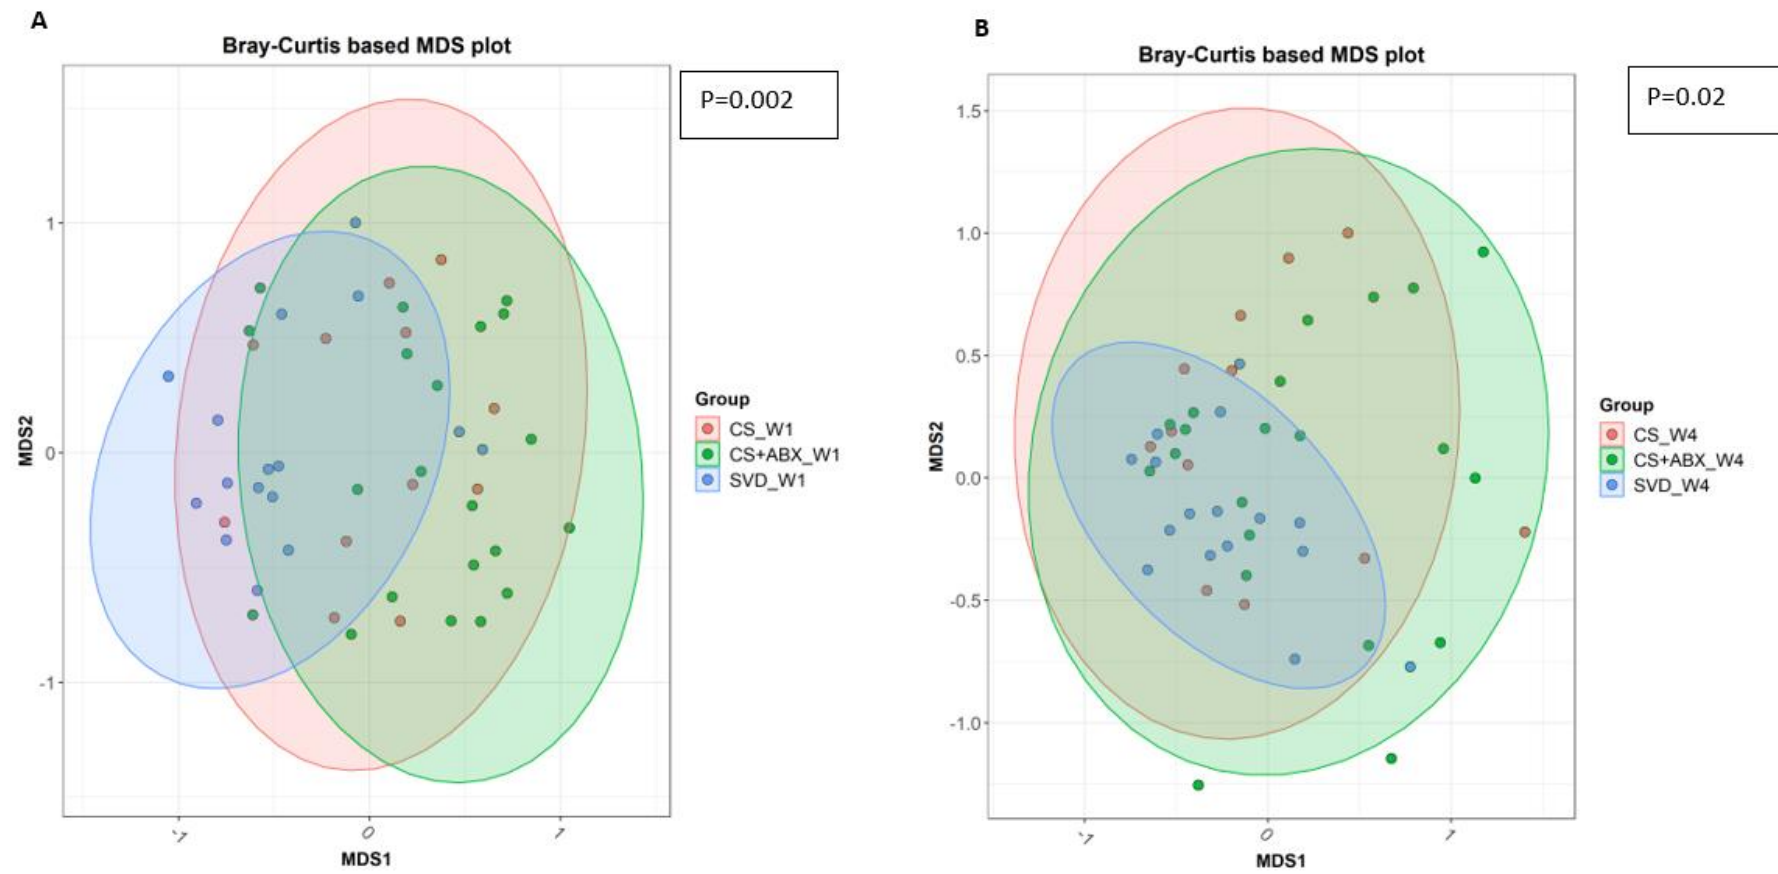 A
Bray-Curtis based MDS plot
P=0.002
1
0
-1
MDS2
-1
0
1
MDS1
Group
CS_W1
CS+ABX_W1
SVD_W1
B
Bray-Curtis based MDS plot
P=0.02
1.5
1.0
0.5
0.0
-0.5
-1.0
MDS2
-1
0
1
MDS1
Group
CS_W4
CS+ABX_W4
SVD_W4